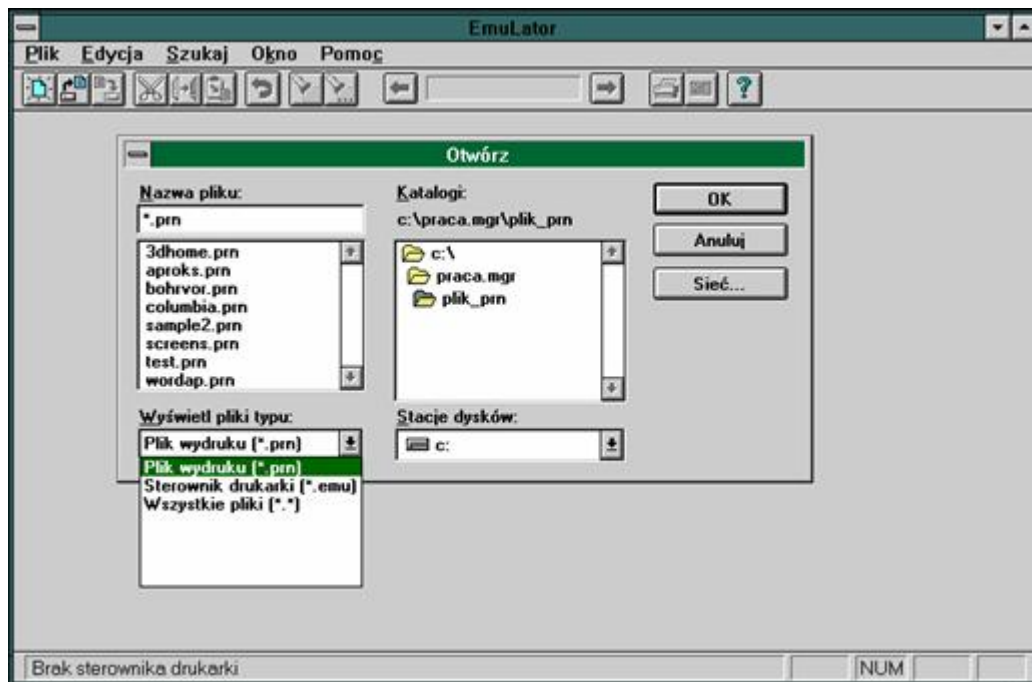 EmuLator
Plik Edycja Szukaj Okno Pomoc
?
Otwórz
Nazwa pliku:
*.prn
3dhome.prn
aproks.prn
bohrvor.prn
columbia.prn
sample2.prn
screens.prn
test.prn
wordap.prn
Wyświetl pliki typu:
Plik wydruku (*.prn)
Plik wydruku (*.prn)
Sterownik drukarki (*.emu)
Wszystkie pliki (*.*)
Katalogi:
c:\praca.mgr\plik_prn
c:\
praca.mgr
plik_prn
Stacje dysków:
c:
OK
Anuluj
Sieć...
Brak sterownika drukarki
NUM